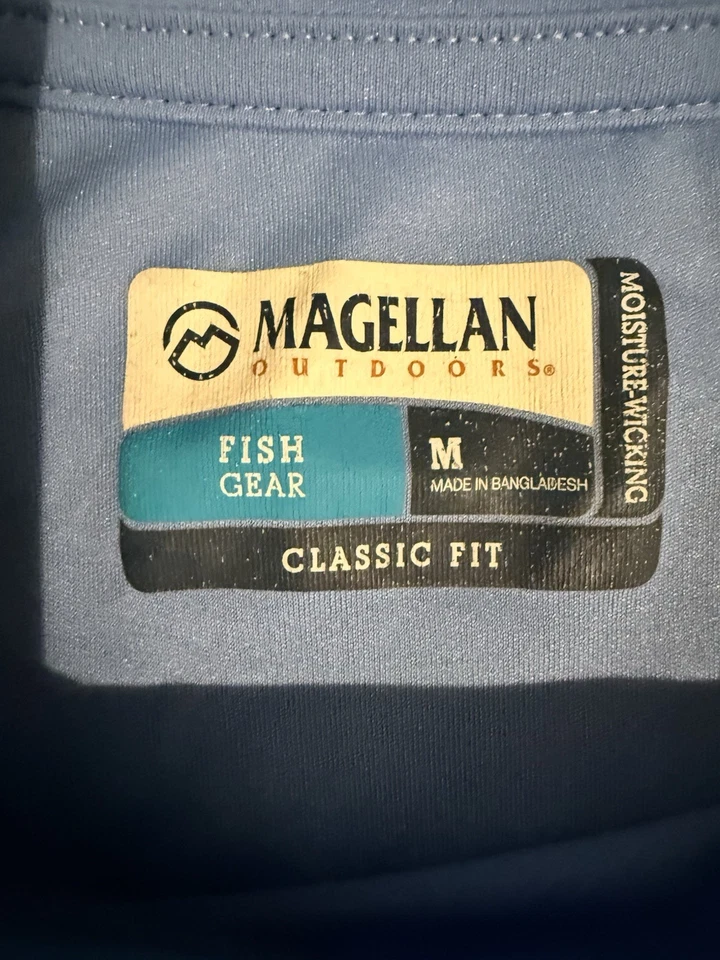 MAGELLAN
OUTDOORS®
FISH
GEAR
M
MADE IN BANGLADESH
MOISTURE-WICKING
CLASSIC FIT